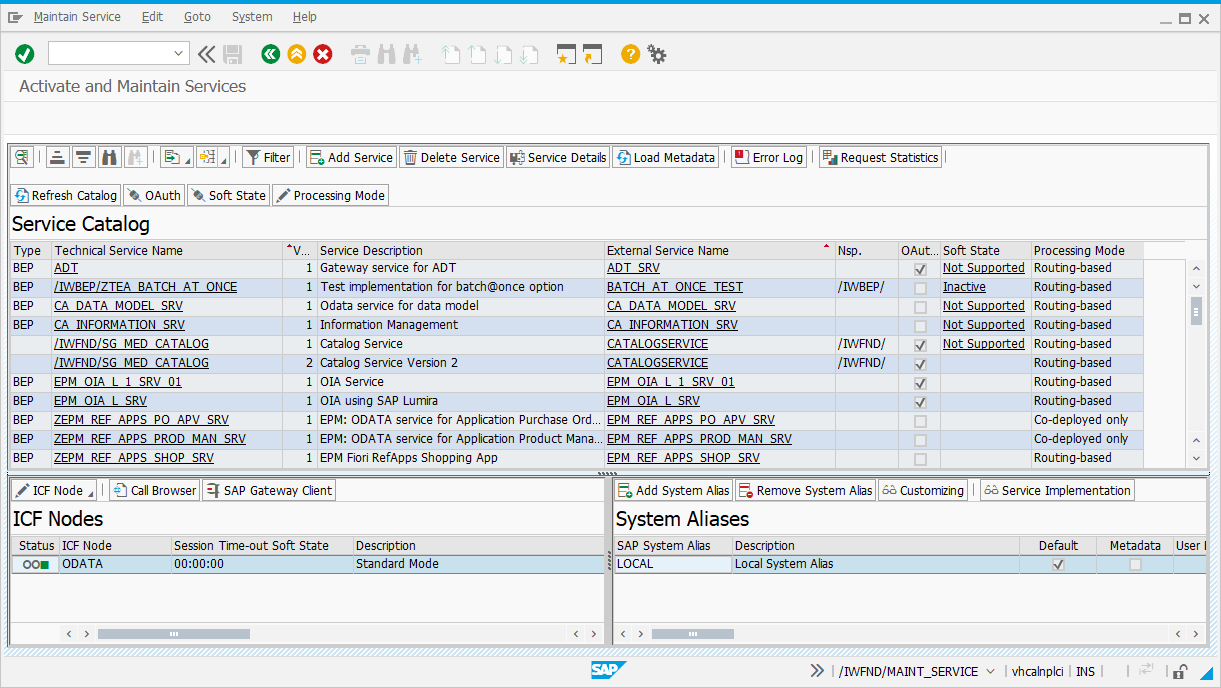 Maintain Service Edit Goto System Help
Activate and Maintain Services
Filter Add Service Delete Service Service Details Load Metadata Error Log Request Statistics
Refresh Catalog OAuth Soft State Processing Mode
Service Catalog
Type Technical Service Name V... Service Description External Service Name Nsp. OAut... Soft State Processing Mode
BEP ADT 1 Gateway service for ADT ADT_SRV Not Supported Routing-based
BEP /IWBEP/ZTEA_BATCH_AT_ONCE 1 Test implementation for batch@once option BATCH_AT_ONCE_TEST /IWBEP/ Inactive Routing-based
BEP CA_DATA_MODEL_SRV 1 Odata service for data model CA_DATA_MODEL_SRV Not Supported Routing-based
BEP CA_INFORMATION_SRV 1 Information Management CA_INFORMATION_SRV Not Supported Routing-based
/IWFND/SG_MED_CATALOG 1 Catalog Service CATALOGSERVICE /IWFND/ Not Supported Routing-based
/IWFND/SG_MED_CATALOG 2 Catalog Service Version 2 CATALOGSERVICE /IWFND/ Routing-based
BEP EPM_OIA_L_1_SRV_01 1 OIA Service EPM_OIA_L_1_SRV_01 Routing-based
BEP EPM_OIA_L_SRV 1 OIA using SAP Lumira EPM_OIA_L_SRV Routing-based
BEP ZEPM_REF_APPS_PO_APV_SRV 1 EPM: ODATA service for Application Purchase Ord... EPM_REF_APPS_PO_APV_SRV Co-deployed only
BEP ZEPM_REF_APPS_PROD_MAN_SRV 1 EPM: ODATA service for Application Product Mana... EPM_REF_APPS_PROD_MAN_SRV Co-deployed only
BEP ZEPM_REF_APPS_SHOP_SRV 1 EPM Fiori RefApps Shopping App EPM_REF_APPS_SHOP_SRV Routing-based
ICF Node Call Browser SAP Gateway Client
ICF Nodes
Status ICF Node Session Time-out Soft State Description
ODATA 00:00:00 Standard Mode
Add System Alias Remove System Alias Customizing Service Implementation
System Aliases
SAP System Alias Description Default Metadata User
LOCAL Local System Alias
SAP /IWFND/MAINT_SERVICE vhcalnplci INS